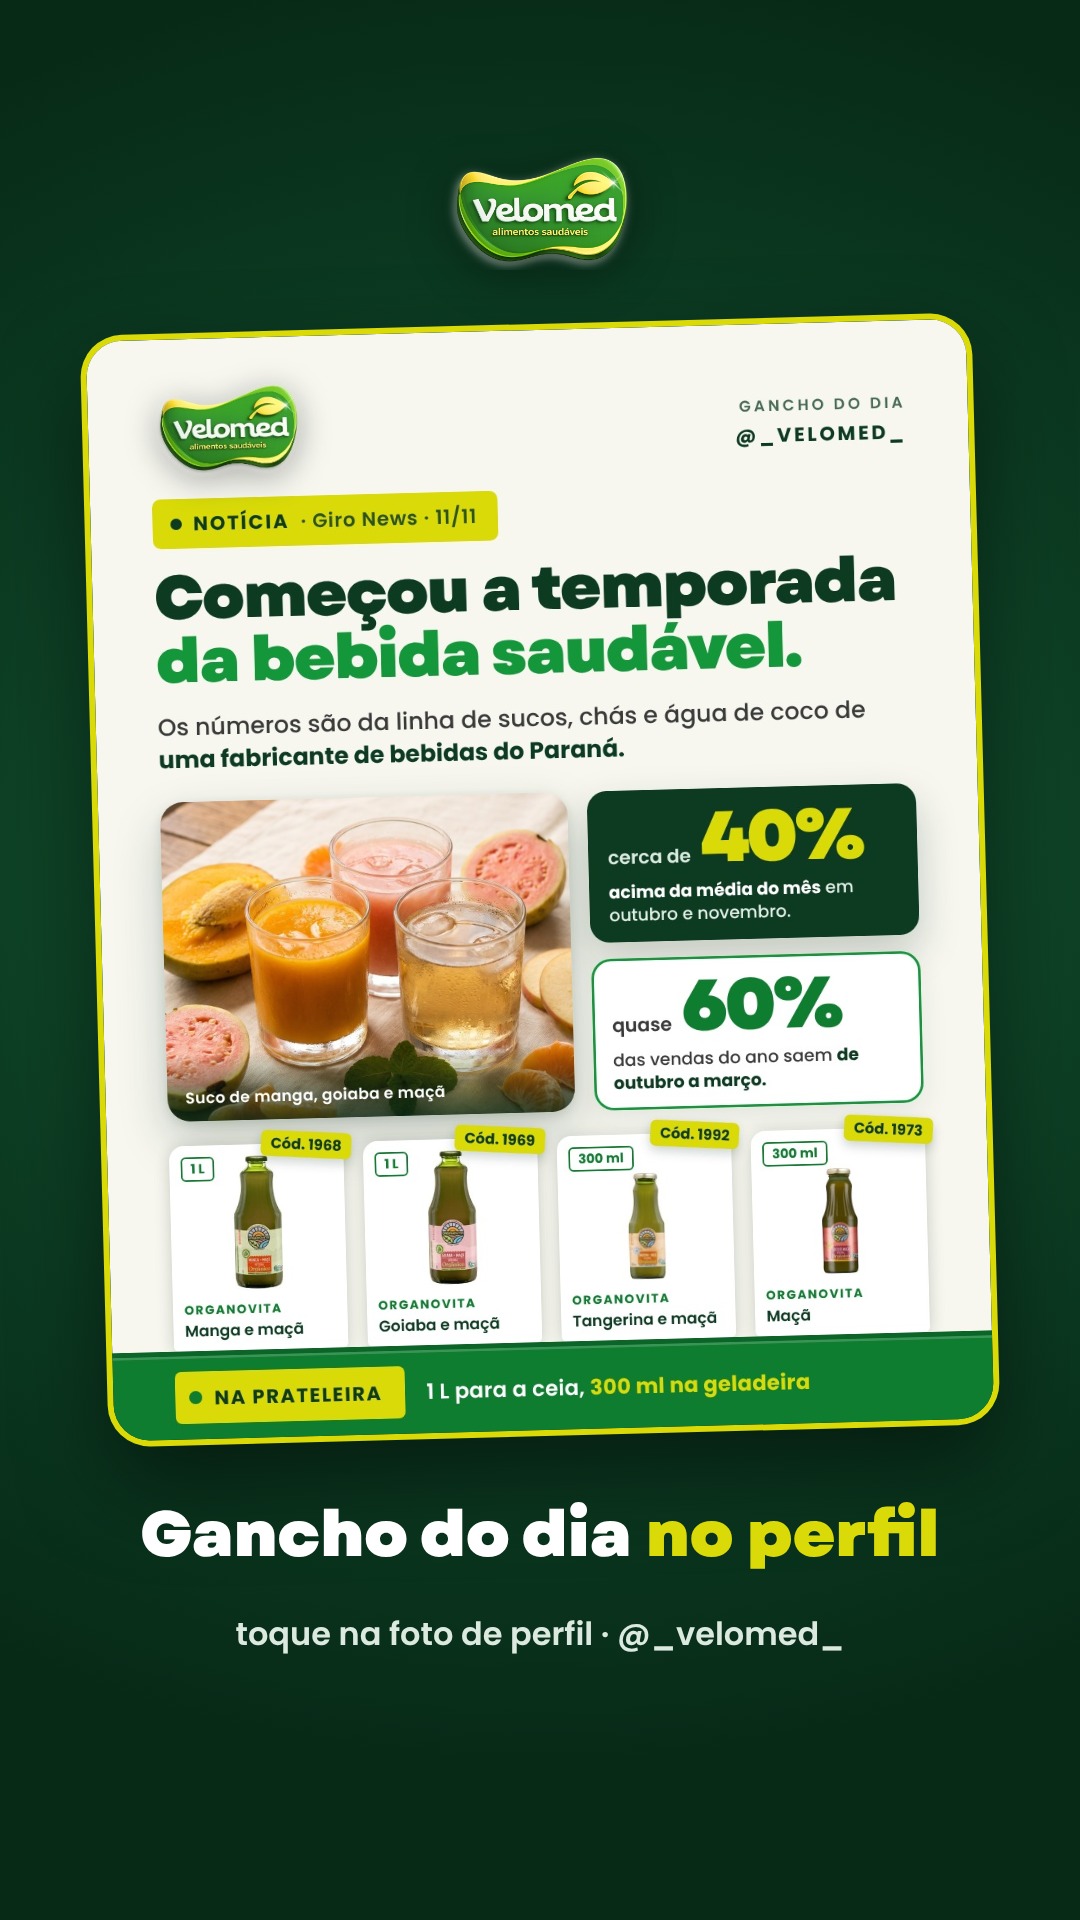 Velomed
alimentos saudáveis
Velomed
alimentos saudáveis
GANCHO DO DIA
@_VELOMED_
NOTÍCIA · Giro News · 11/11
Começou a temporada
da bebida saudável.
Os números são da linha de sucos, chás e água de coco de
uma fabricante de bebidas do Paraná.
Suco de manga, goiaba e maçã
cerca de 40%
acima da média do mês em
outubro e novembro.
quase 60%
das vendas do ano saem de
outubro a março.
1 L
Cód. 1968
ORGANOVITA
Manga e maçã
1 L
Cód. 1969
ORGANOVITA
Goiaba e maçã
300 ml
Cód. 1992
ORGANOVITA
Tangerina e maçã
300 ml
Cód. 1973
ORGANOVITA
Maçã
NA PRATELEIRA
1 L para a ceia, 300 ml na geladeira
Gancho do dia no perfil
toque na foto de perfil · @_velomed_